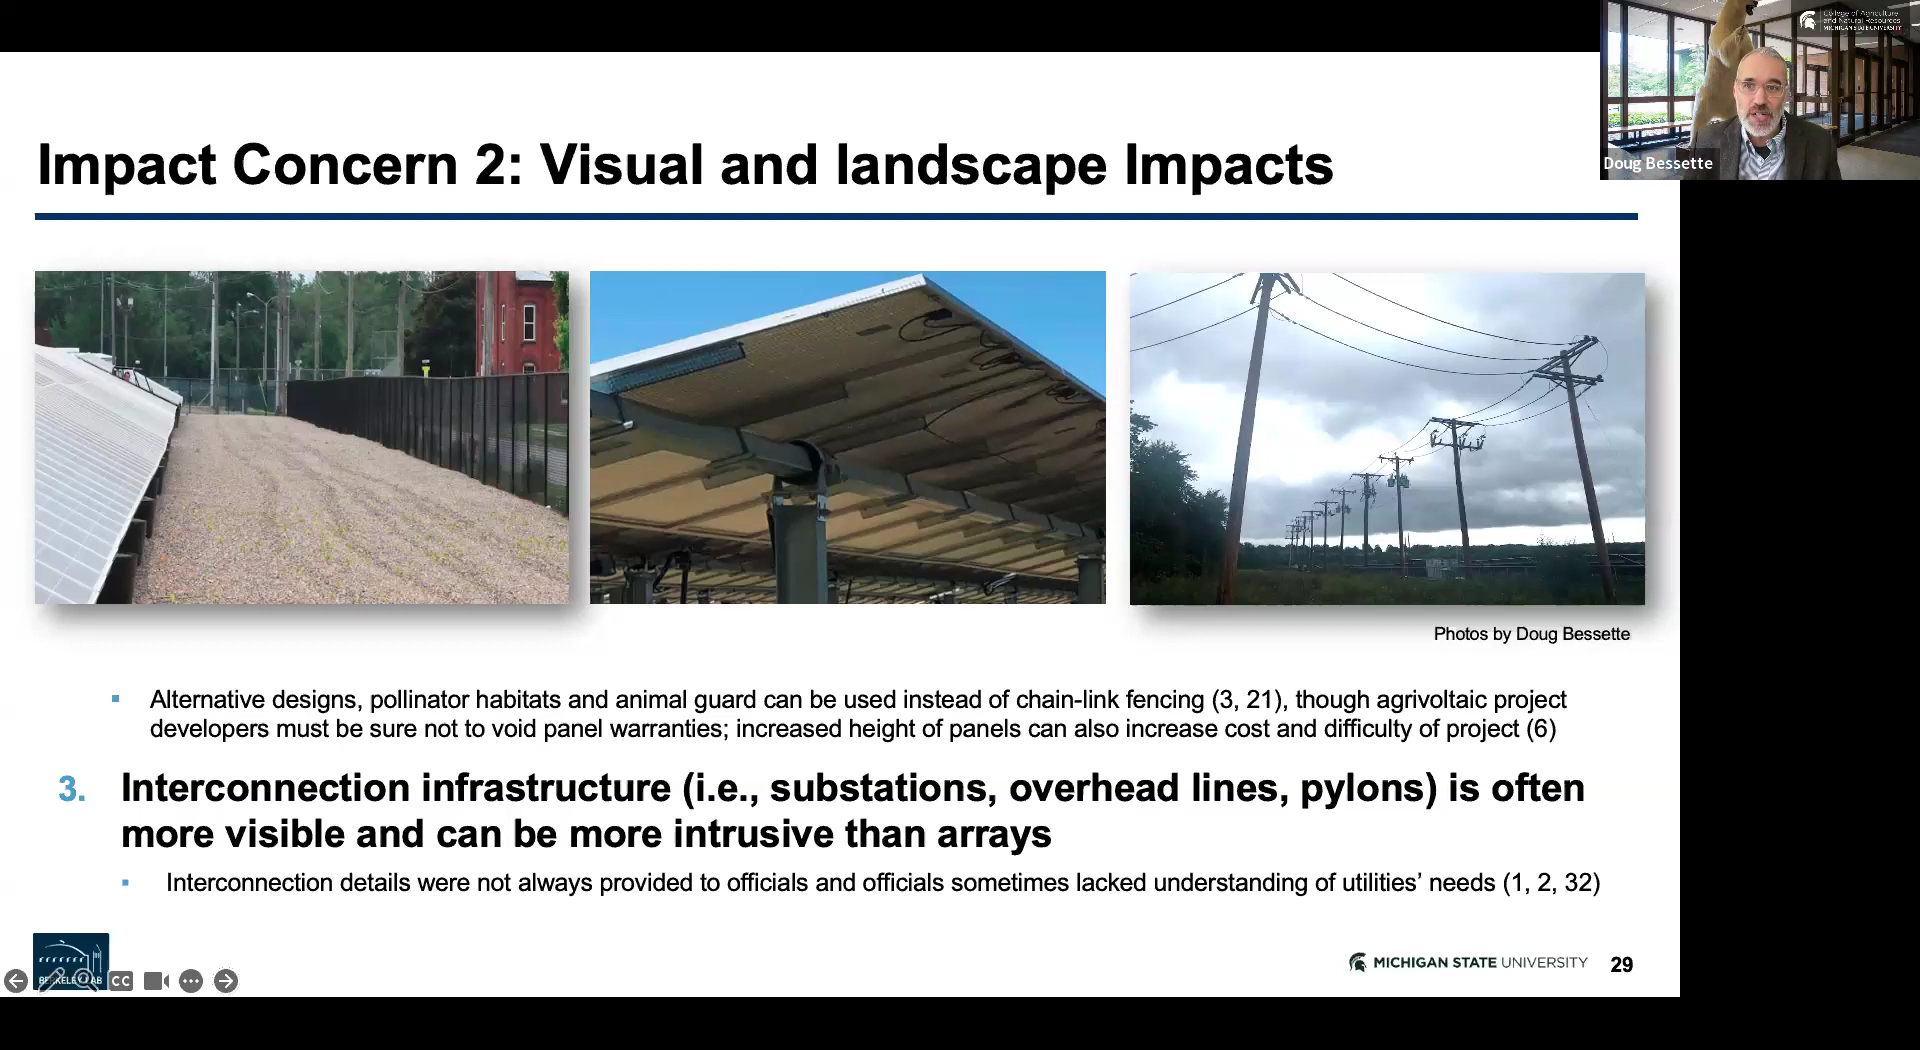 College of Agriculture
and Natural Resources
MICHIGAN STATE UNIVERSITY
Doug Bessette
Impact Concern 2: Visual and landscape Impacts
Photos by Doug Bessette
▪ Alternative designs, pollinator habitats and animal guard can be used instead of chain-link fencing (3, 21), though agrivoltaic project
developers must be sure not to void panel warranties; increased height of panels can also increase cost and difficulty of project (6)
3. Interconnection infrastructure (i.e., substations, overhead lines, pylons) is often
more visible and can be more intrusive than arrays
▪ Interconnection details were not always provided to officials and officials sometimes lacked understanding of utilities’ needs (1, 2, 32)
BERKELEY LAB
CC
MICHIGAN STATE UNIVERSITY
29